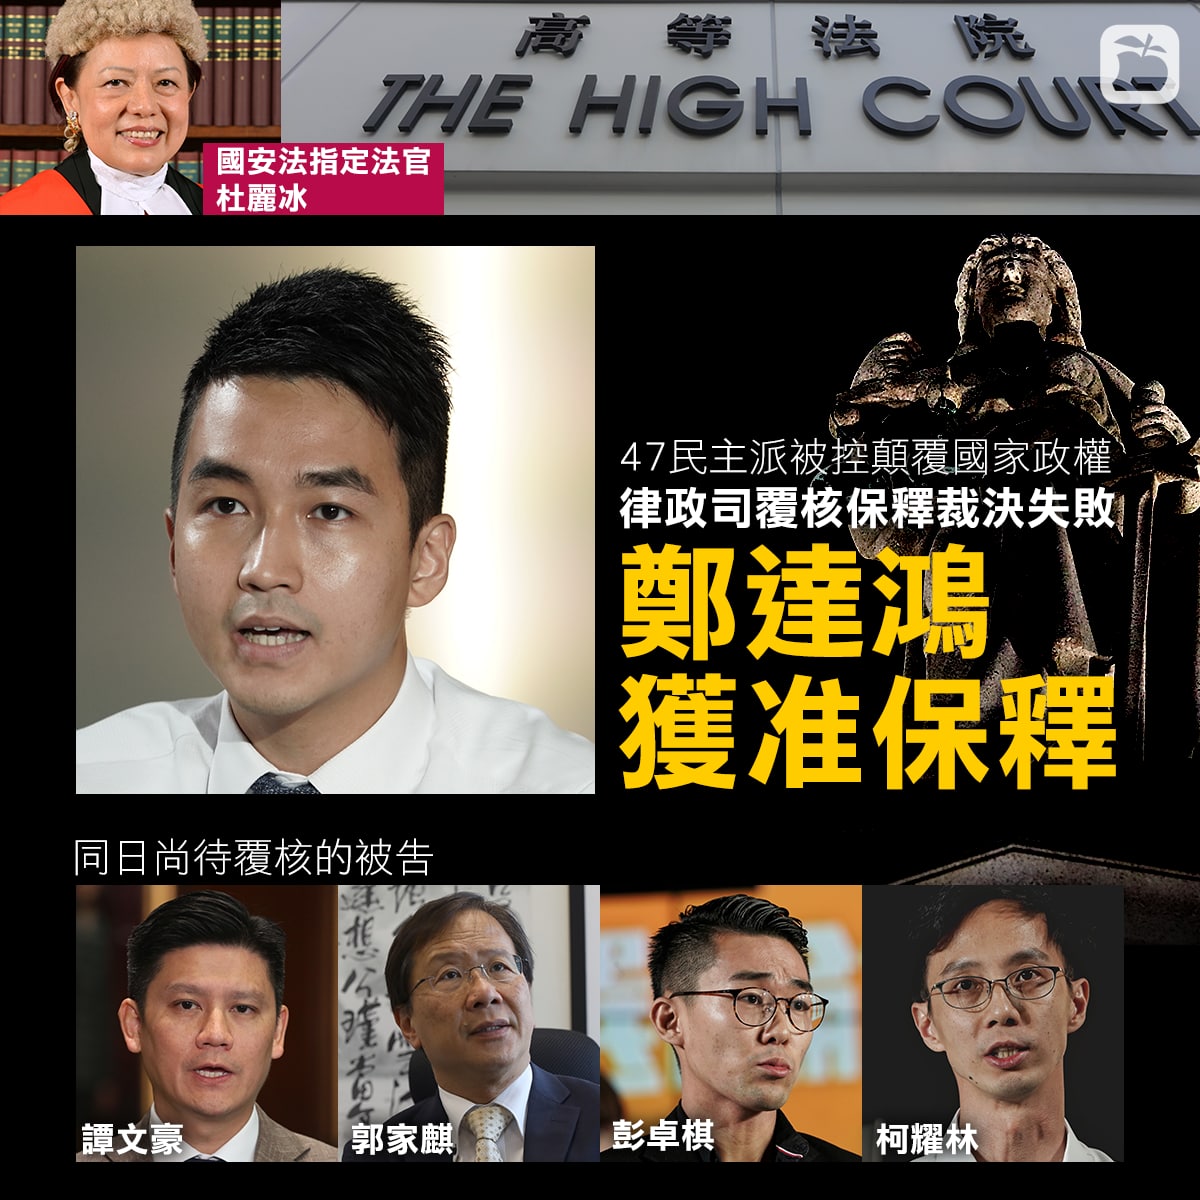 高等法院
THE HIGH COURT
國安法指定法官
杜麗冰
47民主派被控顛覆國家政權
律政司覆核保釋裁決失敗
鄭達鴻
獲准保釋
同日尚待覆核的被告
譚文豪
郭家麒
彭卓棋
柯耀林